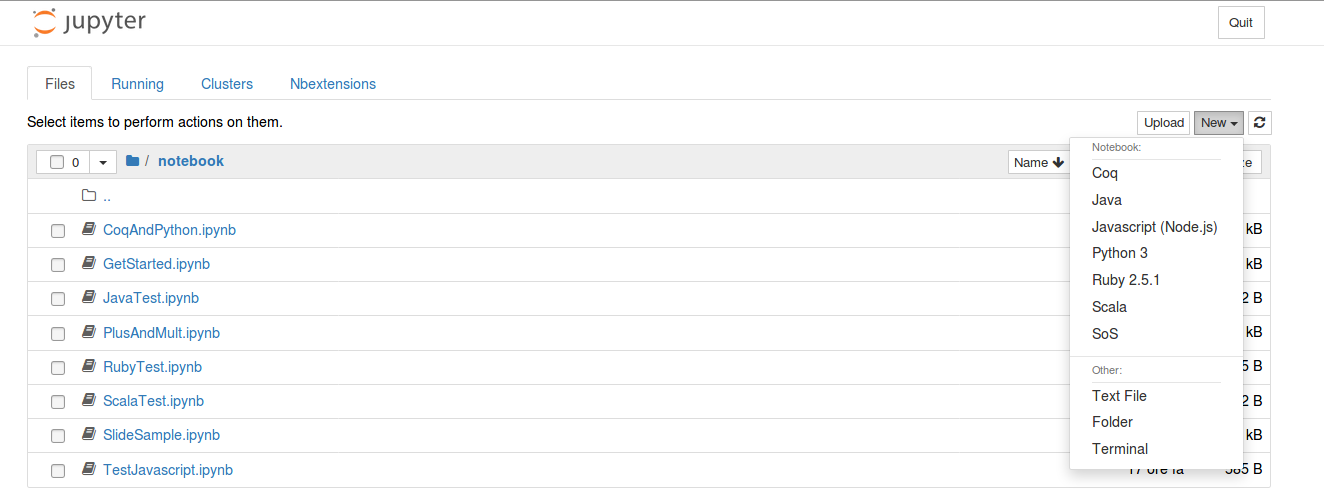 jupyter
Quit
Files Running Clusters Nbextensions
Select items to perform actions on them.
Upload New
0 / notebook Name
Notebook:
Coq
Java
Javascript (Node.js)
Python 3
Ruby 2.5.1
Scala
SoS
Other:
Text File
Folder
Terminal
..
CoqAndPython.ipynb kB
GetStarted.ipynb kB
JavaTest.ipynb 2 B
PlusAndMult.ipynb kB
RubyTest.ipynb 5 B
ScalaTest.ipynb 2 B
SlideSample.ipynb kB
TestJavascript.ipynb 17 ore fa 585 B